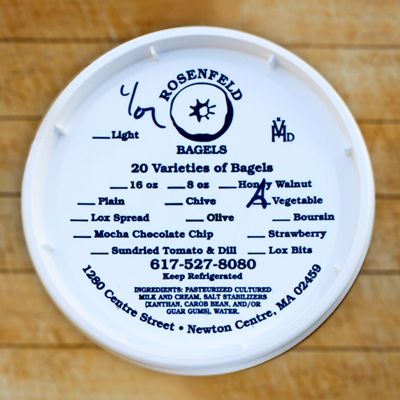 ROSENFELD
BAGELS
Light
D
20 Varieties of Bagels
16 oz 8 oz Honey Walnut
Plain Chive Vegetable
Lox Spread Olive Boursin
Mocha Chocolate Chip Strawberry
Sundried Tomato & Dill Lox Bits
617-527-8080
Keep Refrigerated
INGREDIENTS: PASTEURIZED CULTURED
MILK AND CREAM, SALT STABILIZERS
(XANTHAN, CAROB BEAN, AND/OR
GUAR GUMS), WATER.
1280 Centre Street • Newton Centre, MA 02459